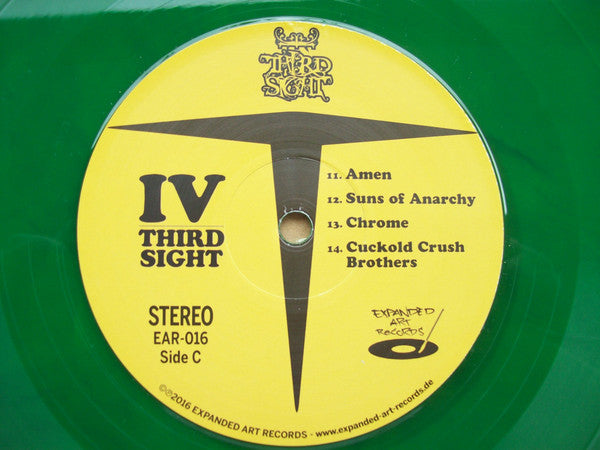 THIRD
SIGHT
IV
THIRD
SIGHT
11. Amen
12. Suns of Anarchy
13. Chrome
14. Cuckold Crush
Brothers
STEREO
EAR-016
Side C
EXPANDED
ART
RECORDS
©℗2016 EXPANDED ART RECORDS - www.expanded-art-records.de